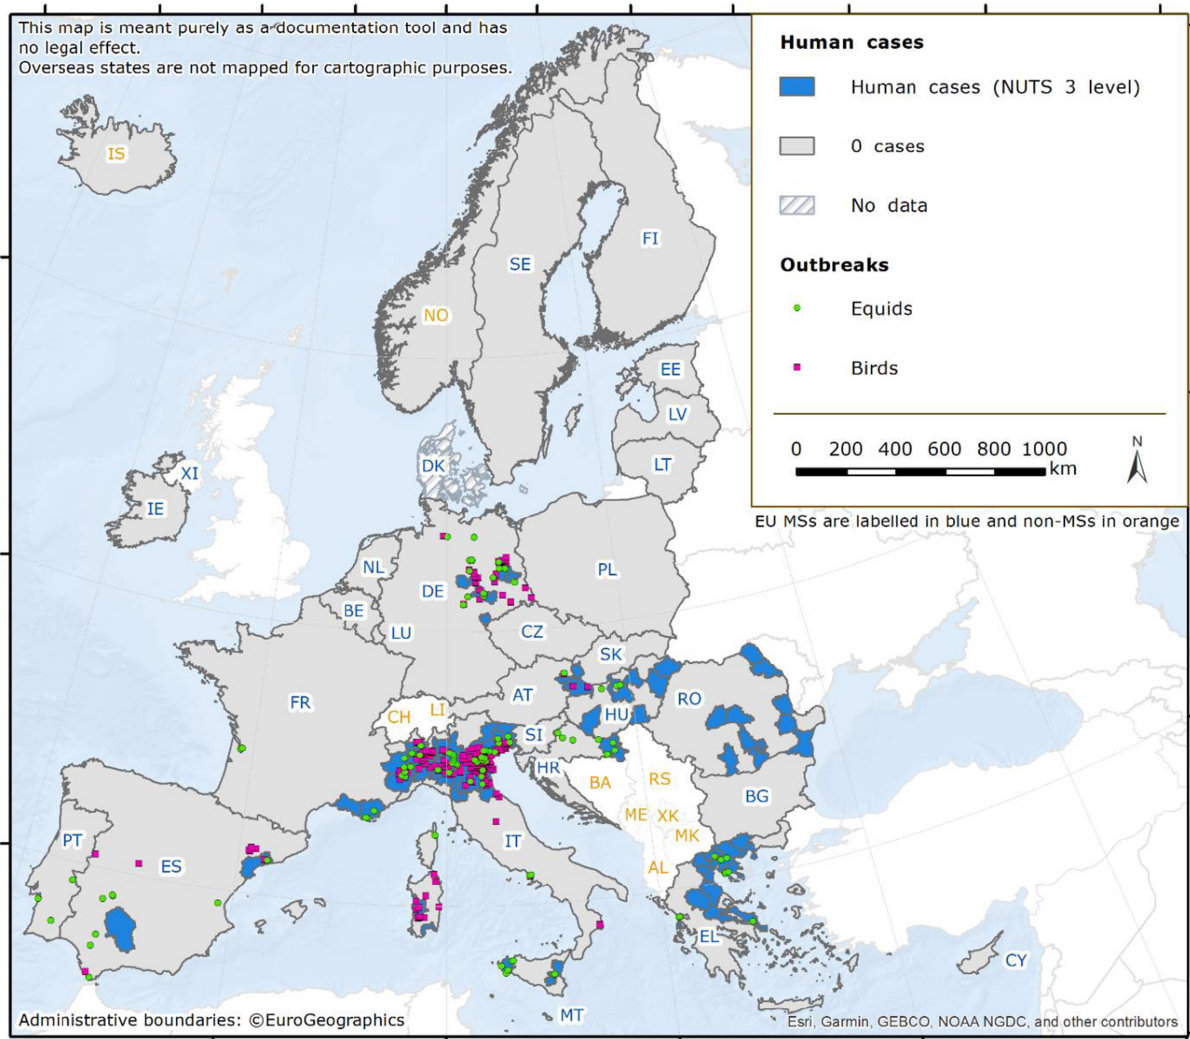 This map is meant purely as a documentation tool and has
no legal effect.
Overseas states are not mapped for cartographic purposes.
Human cases
Human cases (NUTS 3 level)
0 cases
No data
Outbreaks
Equids
Birds
0 200 400 600 800 1000
km
N
EU MSs are labelled in blue and non-MSs in orange
IS
FI
SE
NO
EE
LV
LT
DK
XI
IE
NL
PL
DE
BE
LU
CZ
SK
FR
AT
RO
LI
CH
HU
SI
HR
BA
RS
BG
ME
XK
MK
PT
IT
ES
AL
EL
CY
MT
Administrative boundaries: ©EuroGeographics
Esri, Garmin, GEBCO, NOAA NGDC, and other contributors